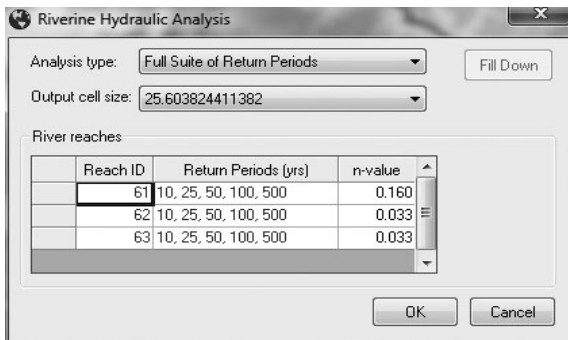 Riverine Hydraulic Analysis
Analysis type: Full Suite of Return Periods Fill Down
Output cell size: 25.603824411382
River reaches
Reach ID Return Periods (yrs) n-value
61 10, 25, 50, 100, 500 0.160
62 10, 25, 50, 100, 500 0.033
63 10, 25, 50, 100, 500 0.033
OK Cancel